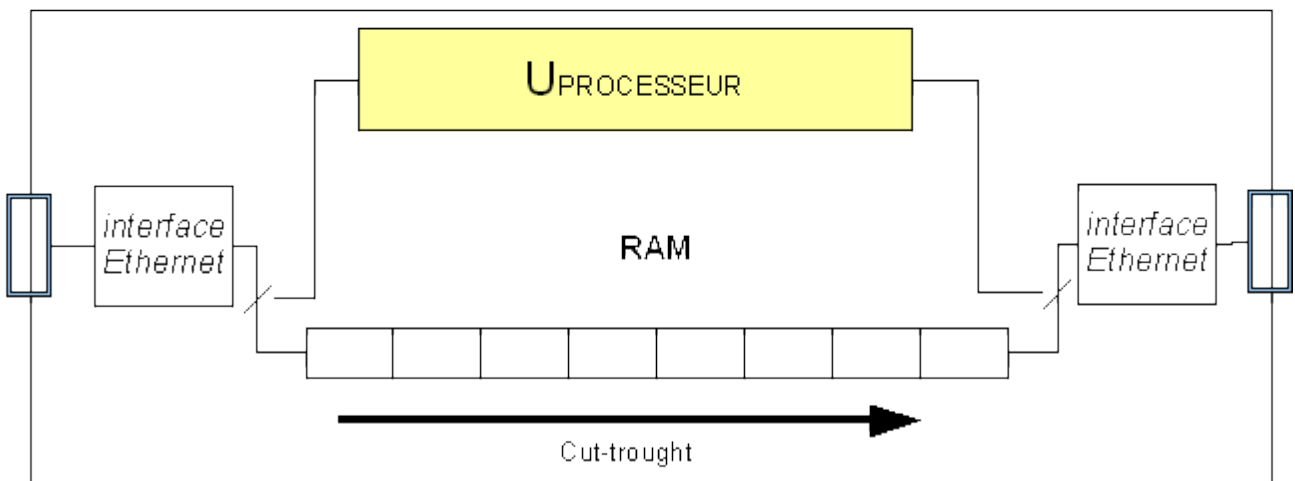 UPROCESSEUR
interface
Ethernet
RAM
interface
Ethernet
Cut-trought